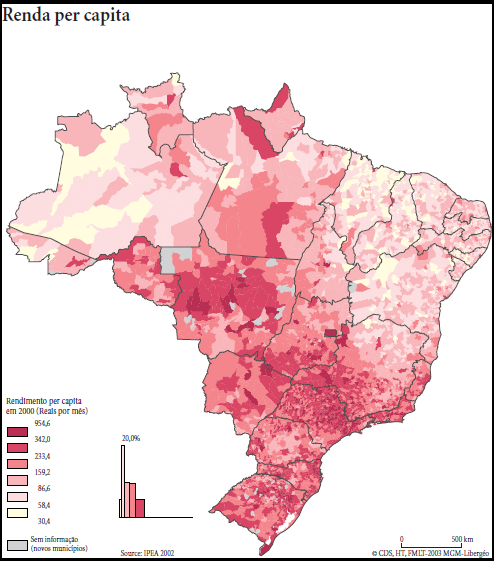 Renda per capita
Rendimento per capita
em 2000 (Reais por mês)
954,6
342,0
233,4
159,2
86,6
58,4
30,4
Sem informação
(novos municípios)
20,0%
Source: IPEA 2002
0 500 km
© CDS, HT, FMLT-2003 MGM-Libergéo